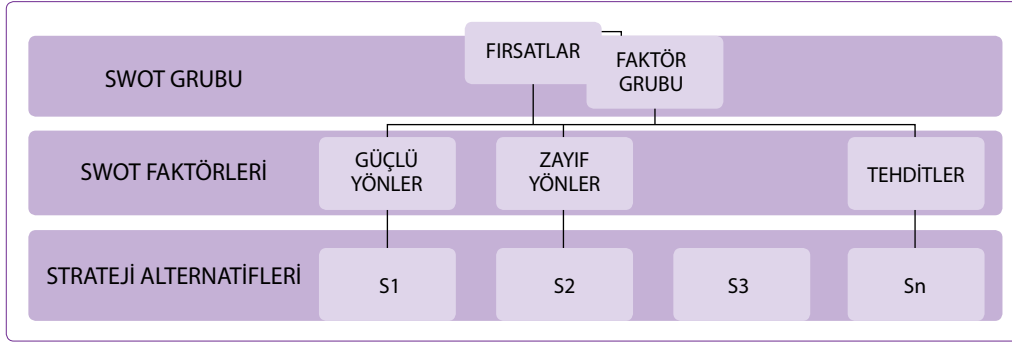 SWOT GRUBU
FIRSATLAR
FAKTÖR
GRUBU
SWOT FAKTÖRLERİ
GÜÇLÜ
YÖNLER
ZAYIF
YÖNLER
TEHDİTLER
STRATEJİ ALTERNATİFLERİ
S1
S2
S3
Sn